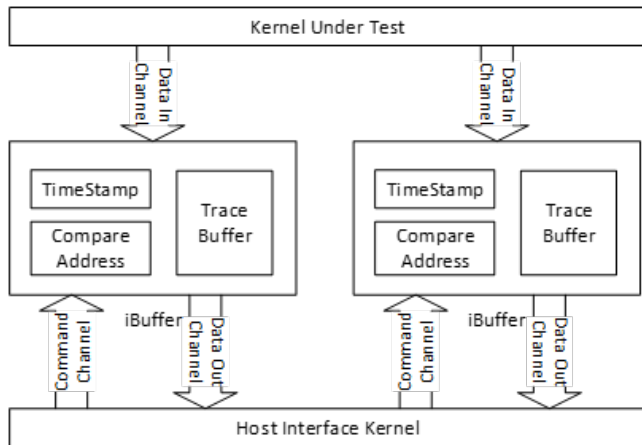 Kernel Under Test
Data In
Channel
Data In
Channel
TimeStamp
Compare
Address
Trace
Buffer
TimeStamp
Compare
Address
Trace
Buffer
iBuffer
iBuffer
Command
Channel
Data Out
Channel
Command
Channel
Data Out
Channel
Host Interface Kernel